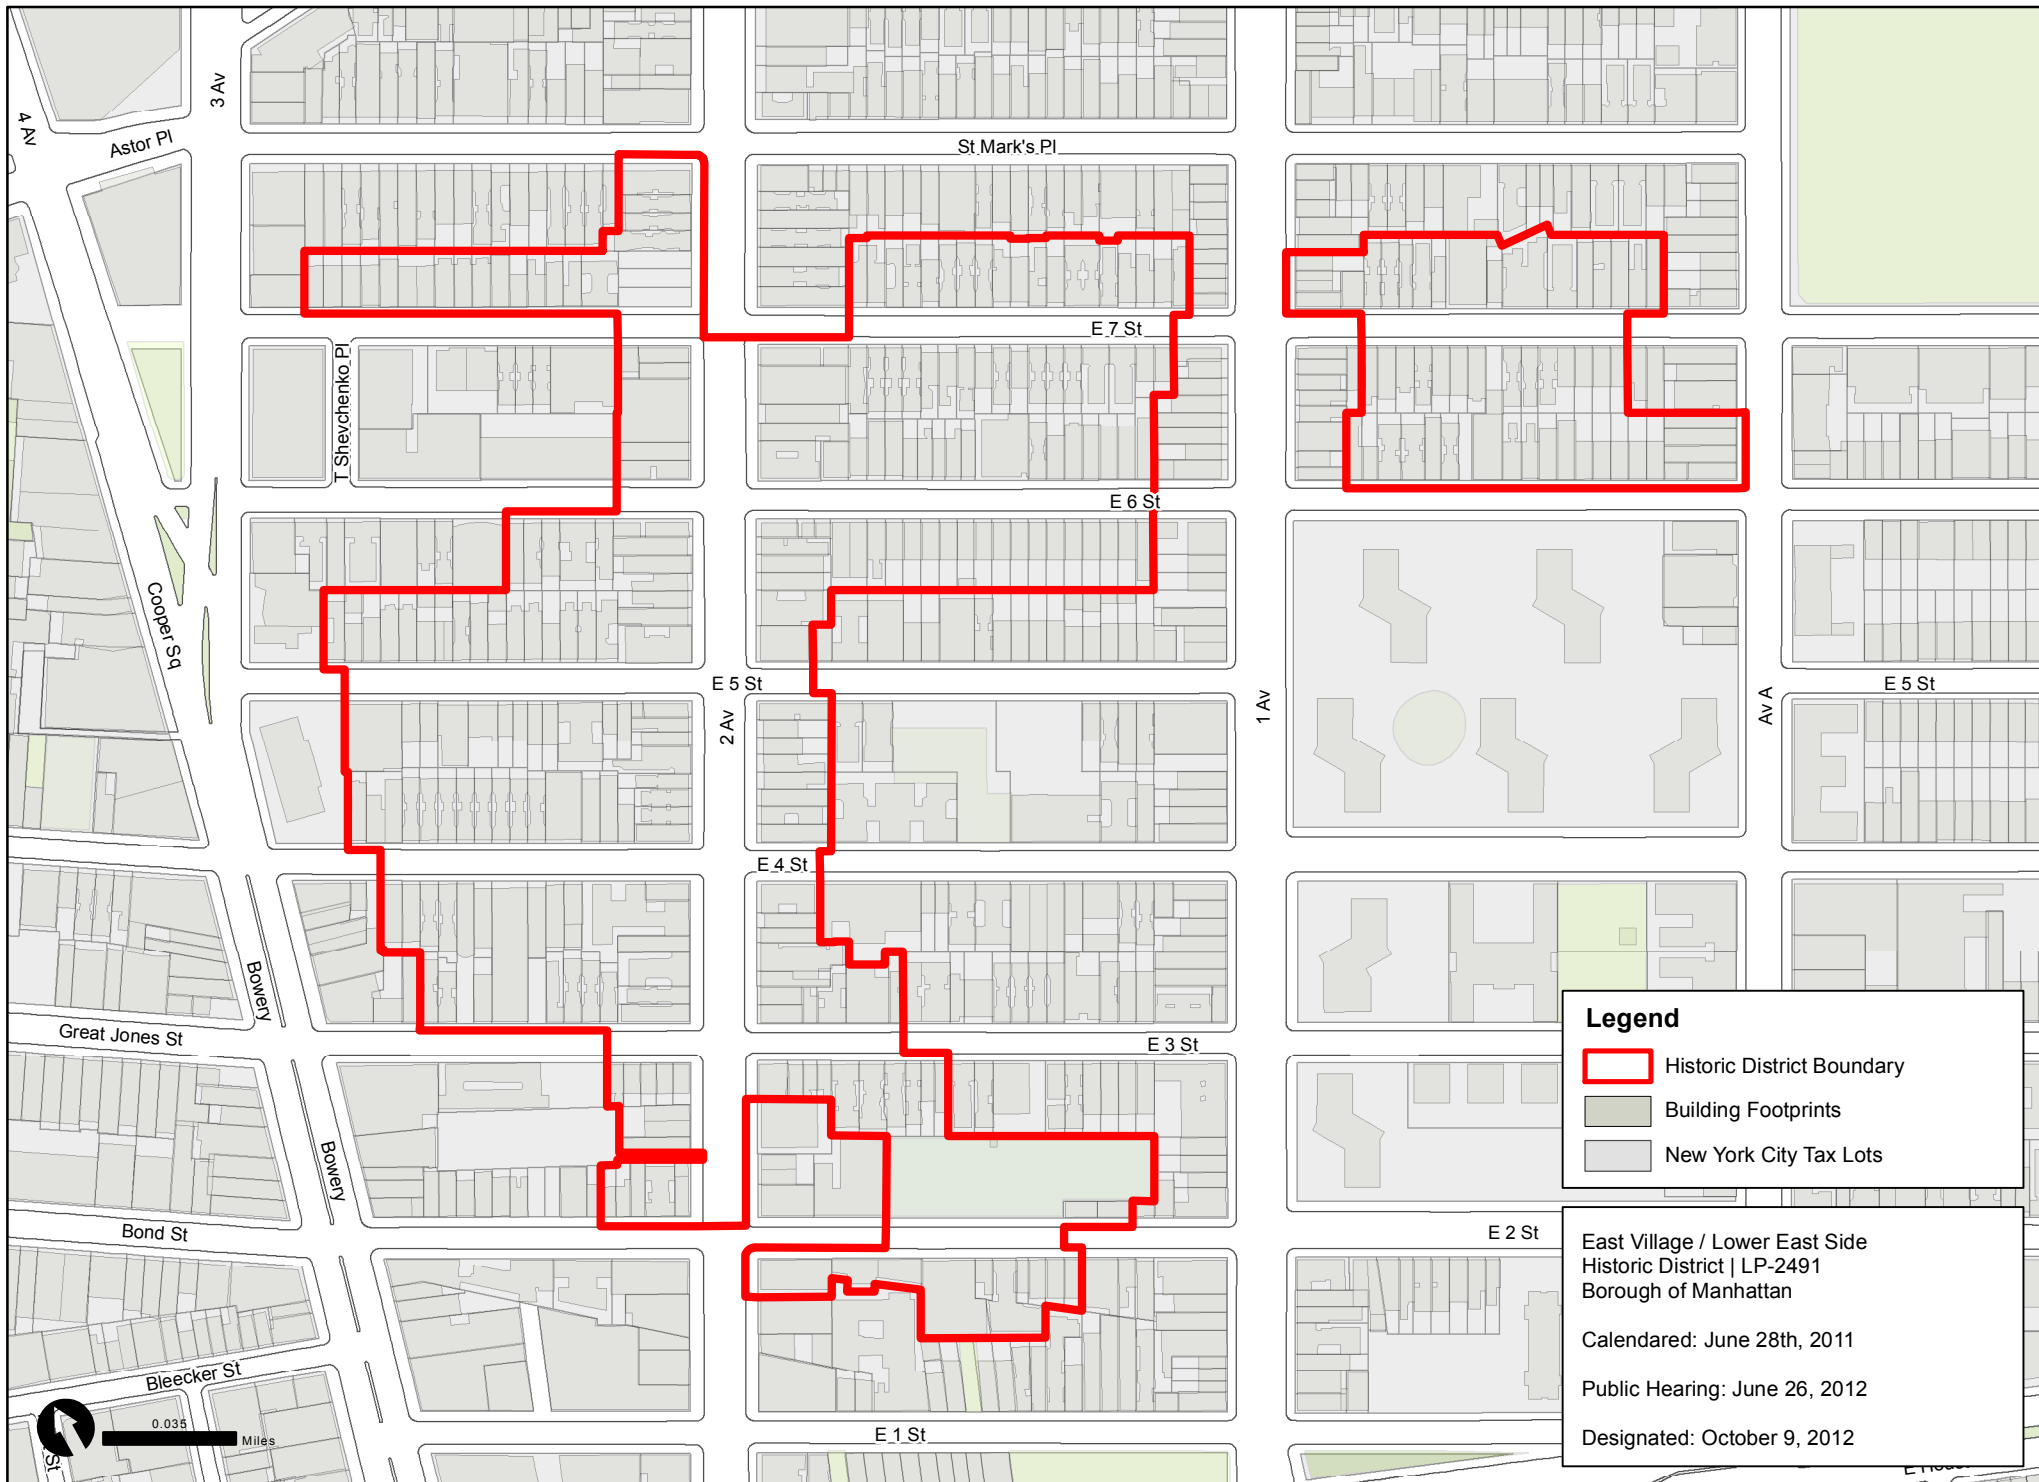 3 Av
4 Av
Astor Pl
St Mark's Pl
E 7 St
T Shevchenko Pl
E 6 St
Cooper Sq
E 5 St
E 5 St
2 Av
1 Av
Av A
E 4 St
Bowery
Great Jones St
E 3 St
Bowery
Bond St
E 2 St
Bleecker St
E 1 St
St
0.035
Miles
Legend
Historic District Boundary
Building Footprints
New York City Tax Lots
East Village / Lower East Side
Historic District | LP-2491
Borough of Manhattan
Calendared: June 28th, 2011
Public Hearing: June 26, 2012
Designated: October 9, 2012